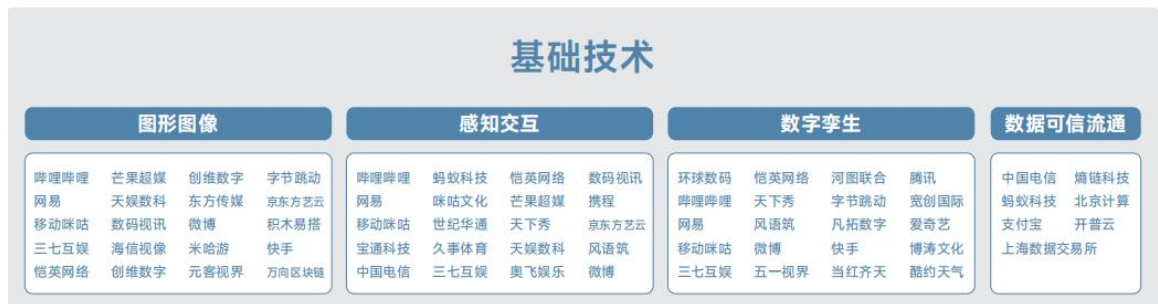 基础技术
图形图像
哔哩哔哩 芒果超媒 创维数字 字节跳动
网易 天娱数科 东方传媒 京东方艺云
移动咪咕 数码视讯 微博 积木易搭
三七互娱 海信视像 米哈游 快手
恺英网络 创维数字 元客视界 万向区块链
感知交互
哔哩哔哩 蚂蚁科技 恺英网络 数码视讯
网易 咪咕文化 芒果超媒 携程
移动咪咕 世纪华通 天下秀 京东方艺云
宝通科技 久事体育 天娱数科 风语筑
中国电信 三七互娱 奥飞娱乐 微博
数字孪生
环球数码 恺英网络 河图联合 腾讯
哔哩哔哩 天下秀 字节跳动 宽创国际
网易 风语筑 凡拓数字 爱奇艺
移动咪咕 微博 快手 博涛文化
三七互娱 五一视界 当红齐天 酷约天气
数据可信流通
中国电信 熵链科技
蚂蚁科技 北京计算
支付宝 开普云
上海数据交易所